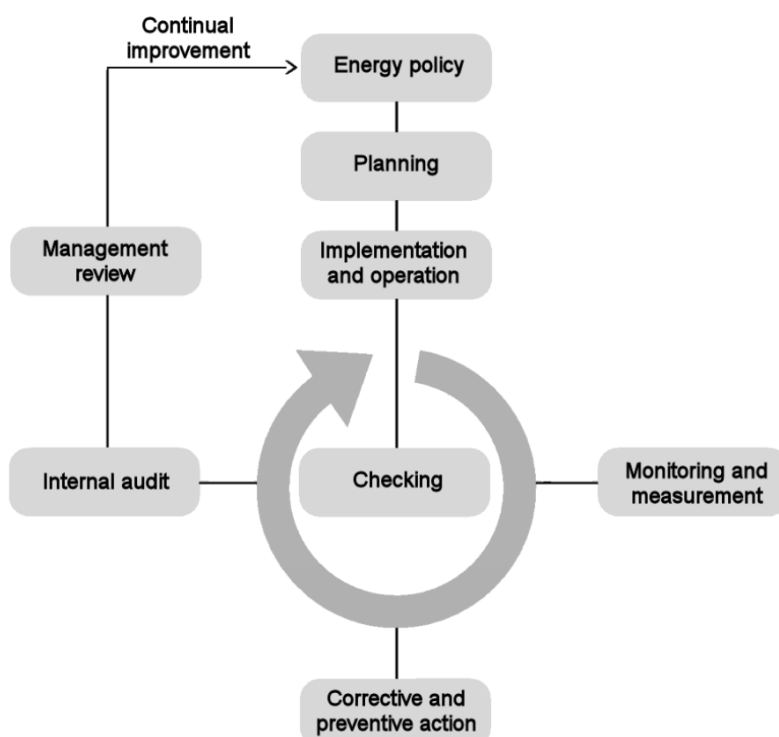 Continual
improvement
Energy policy
Planning
Implementation
and operation
Management
review
Internal audit
Checking
Monitoring and
measurement
Corrective and
preventive action